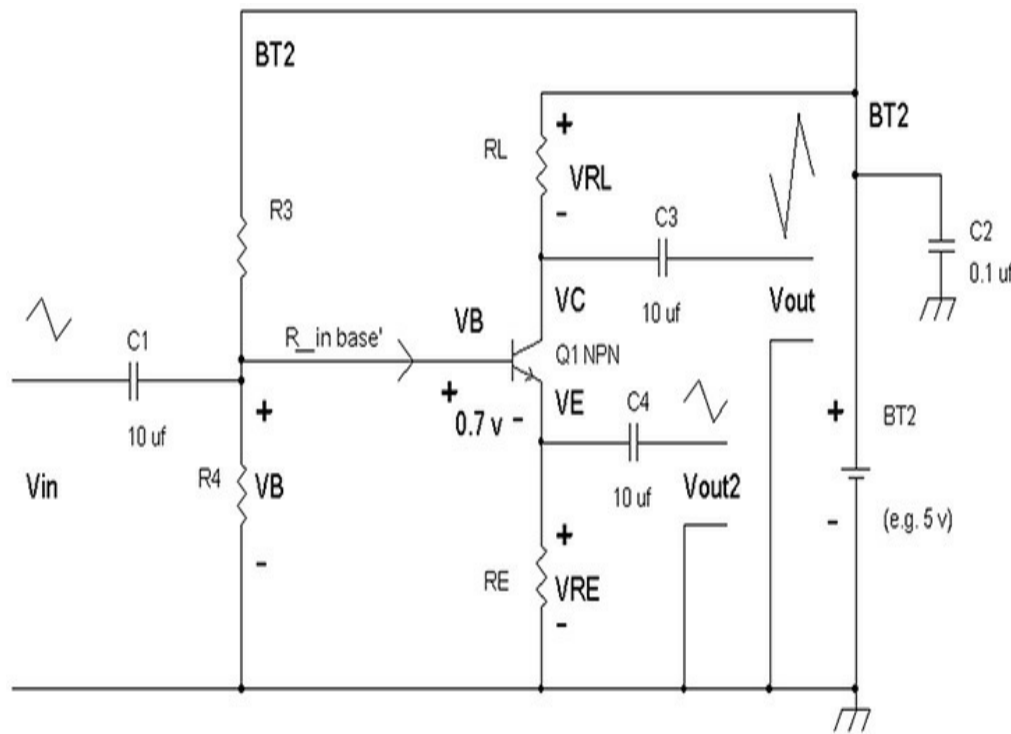 BT2
BT2
+
RL
VRL
-
R3
C3
C2
0.1 uf
10 uf
Vout
VC
VB
R__in base'
C1
Q1 NPN
VE
+
0.7 v -
C4
+
BT2
10 uf
+
10 uf
Vin
R4
VB
Vout2
-
(e.g. 5 v)
+
-
RE
VRE
-